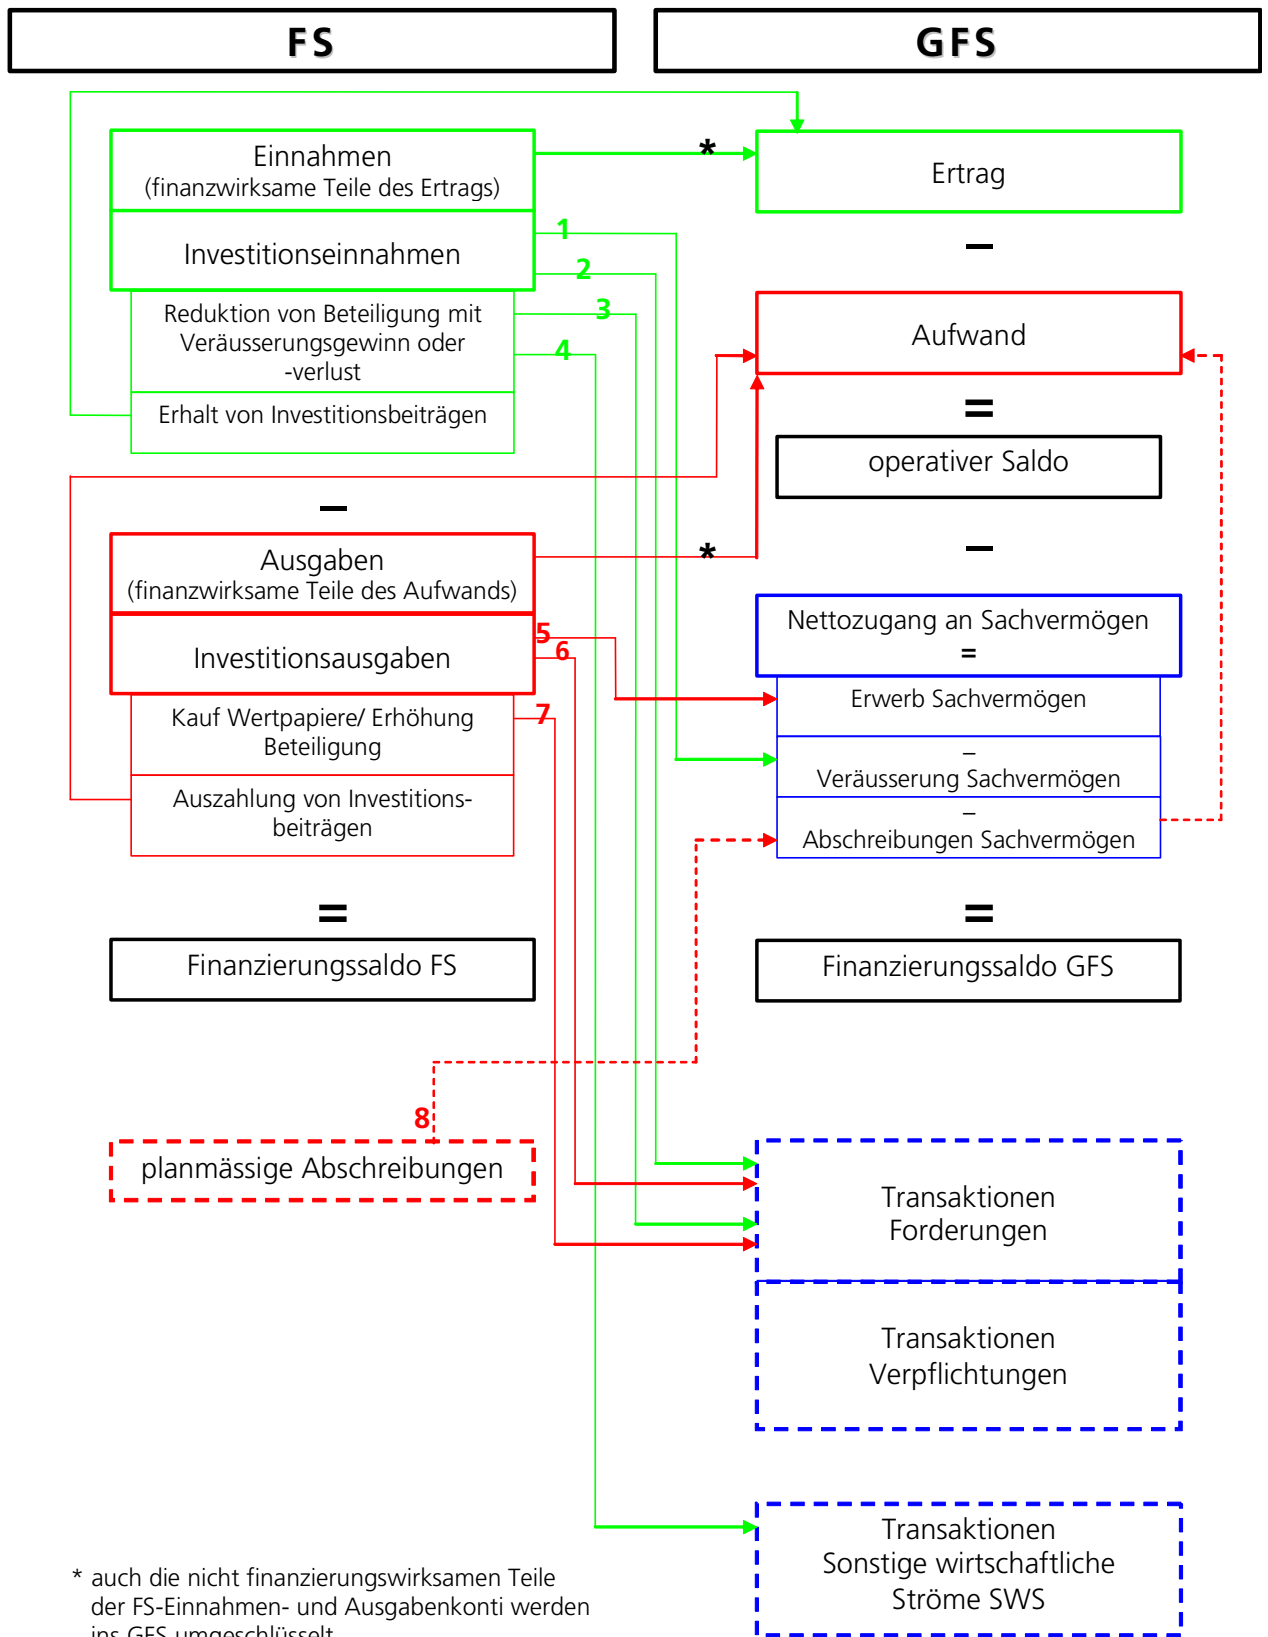 FS
GFS
Einnahmen
(finanzwirksame Teile des Ertrags)
*
Ertrag
Investitionseinnahmen
1
2
–
Reduktion von Beteiligung mit
Veräusserungsgewinn oder
-verlust
3
4
Aufwand
Erhalt von Investitionsbeiträgen
=
operativer Saldo
–
Ausgaben
(finanzwirksame Teile des Aufwands)
*
–
Investitionsausgaben
5
6
Nettozugang an Sachvermögen
=
Kauf Wertpapiere/ Erhöhung
Beteiligung
7
Erwerb Sachvermögen
–
Veräusserung Sachvermögen
Auszahlung von Investitions-
beiträgen
–
Abschreibungen Sachvermögen
=
=
Finanzierungssaldo FS
Finanzierungssaldo GFS
8
planmässige Abschreibungen
Transaktionen
Forderungen
Transaktionen
Verpflichtungen
Transaktionen
Sonstige wirtschaftliche
Ströme SWS
* auch die nicht finanzierungswirksamen Teile
der FS-Einnahmen- und Ausgabenkonti werden
ins GFS umgeschlüsselt